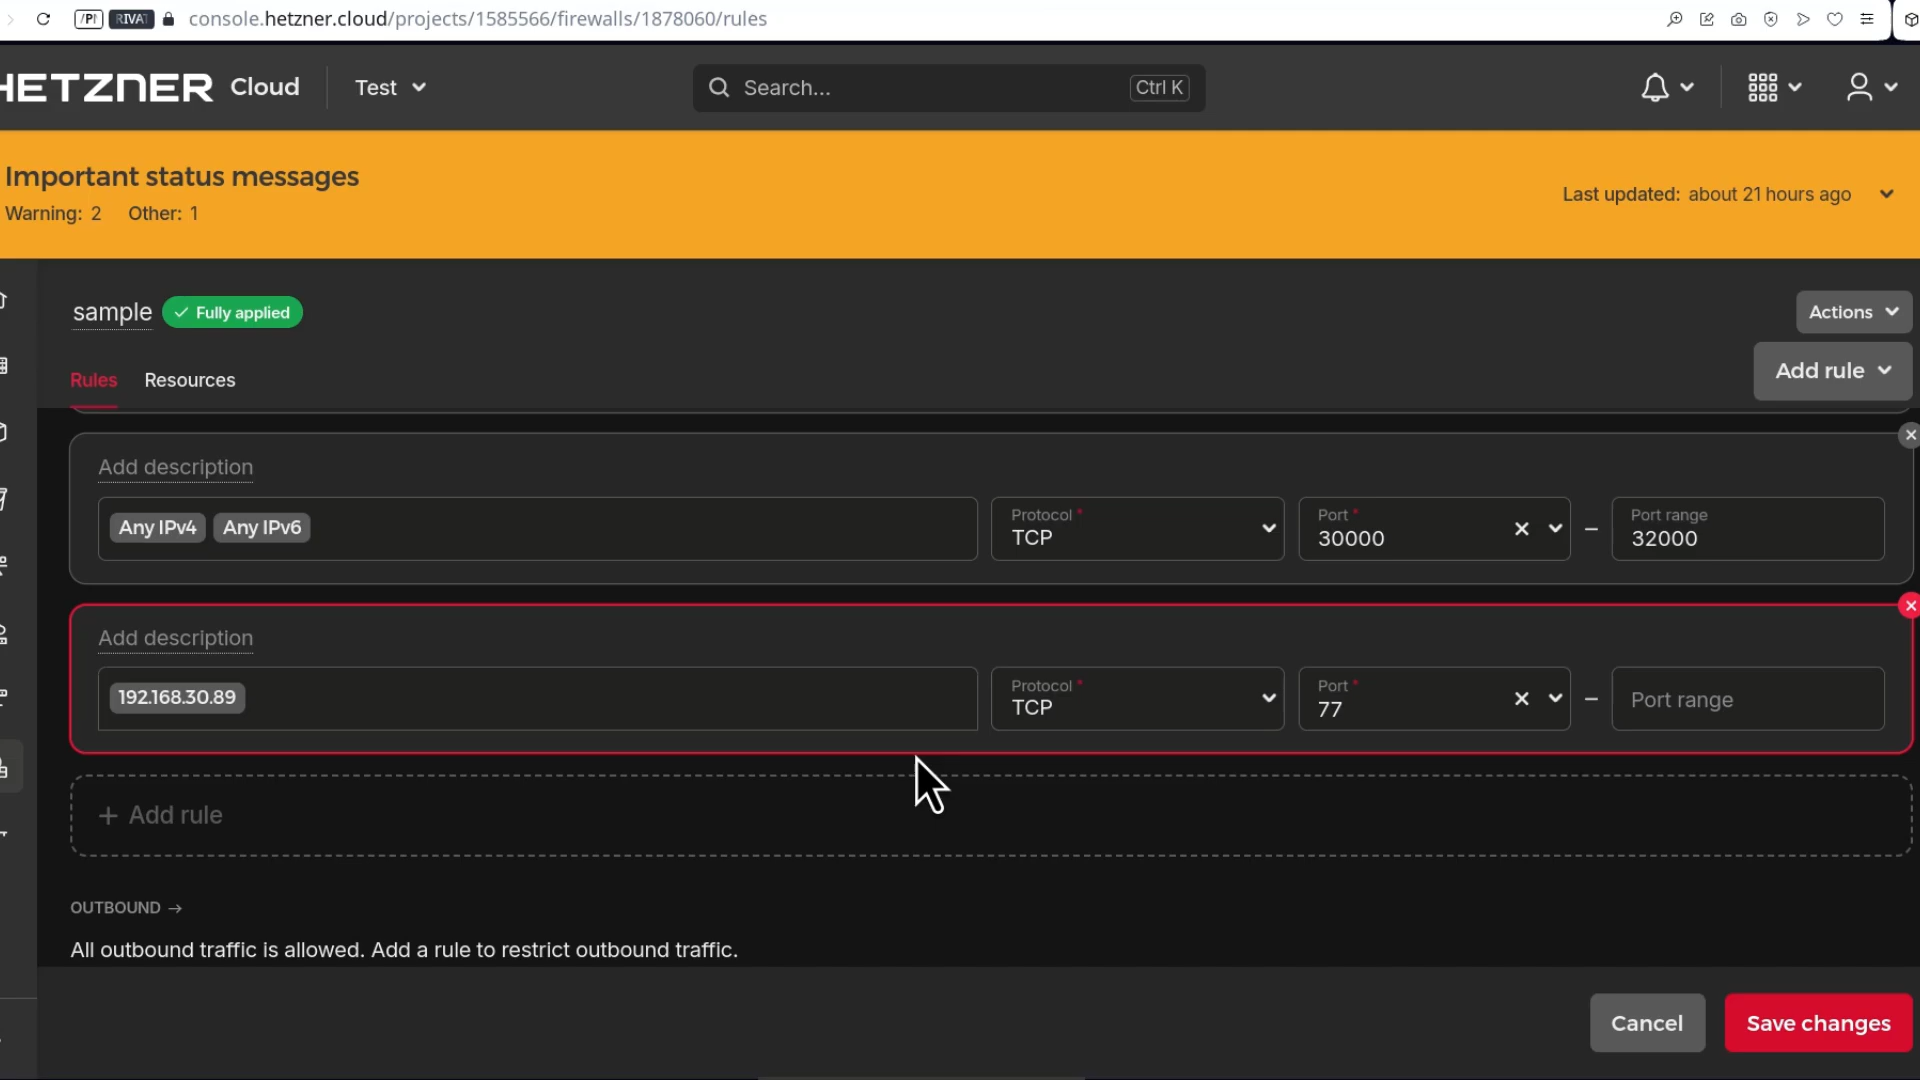 /P! RIVAT console.hetzner.cloud/projects/1585566/firewalls/1878060/rules
HETZNER Cloud Test Search... Ctrl K
Important status messages
Warning: 2 Other: 1
Last updated: about 21 hours ago
sample Fully applied
Actions
Rules Resources
Add rule
Add description
Any IPv4 Any IPv6
Protocol *
TCP
Port *
30000
–
Port range
32000
Add description
192.168.30.89
Protocol *
TCP
Port *
77
–
Port range
+ Add rule
OUTBOUND →
All outbound traffic is allowed. Add a rule to restrict outbound traffic.
Cancel Save changes